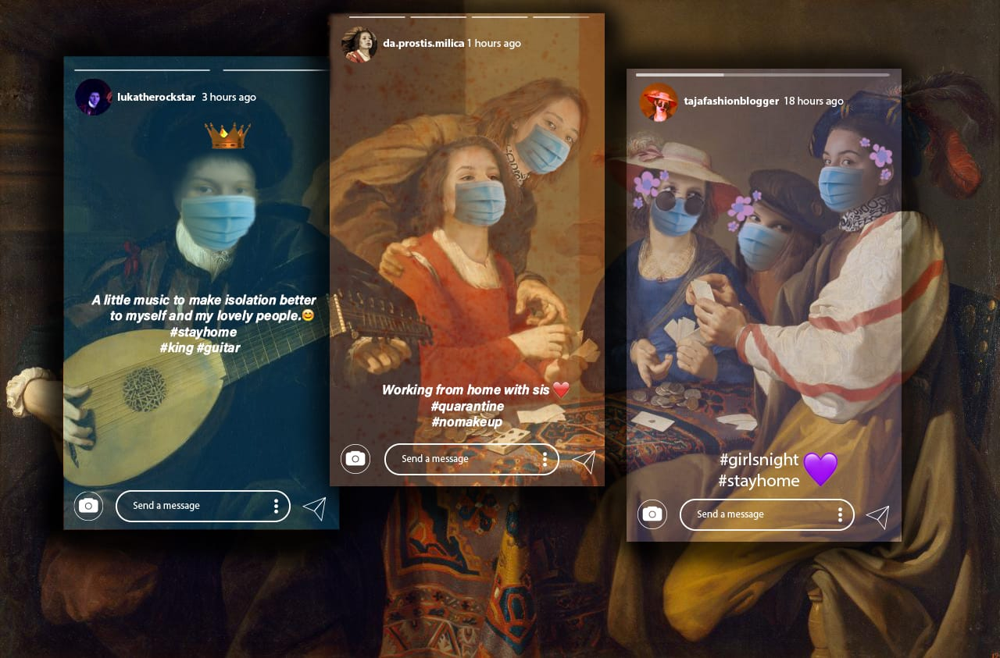 lukatherockstar 3 hours ago
A little music to make isolation better
to myself and my lovely people.😊
#stayhome
#king #guitar
Send a message
da.prostis.milica 1 hours ago
Working from home with sis ❤️
#quarantine
#nomakeup
Send a message
tajafashionblogger 18 hours ago
#girlsnight 💜
#stayhome
Send a message